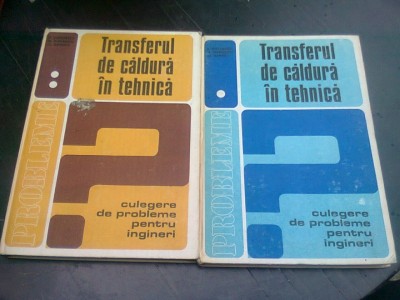 Transferul
de căldură
în tehnică
PROBLEME
culegere
de probleme
pentru
ingineri
Transferul
de căldură
în tehnică
PROBLEME
culegere
de probleme
pentru
ingineri